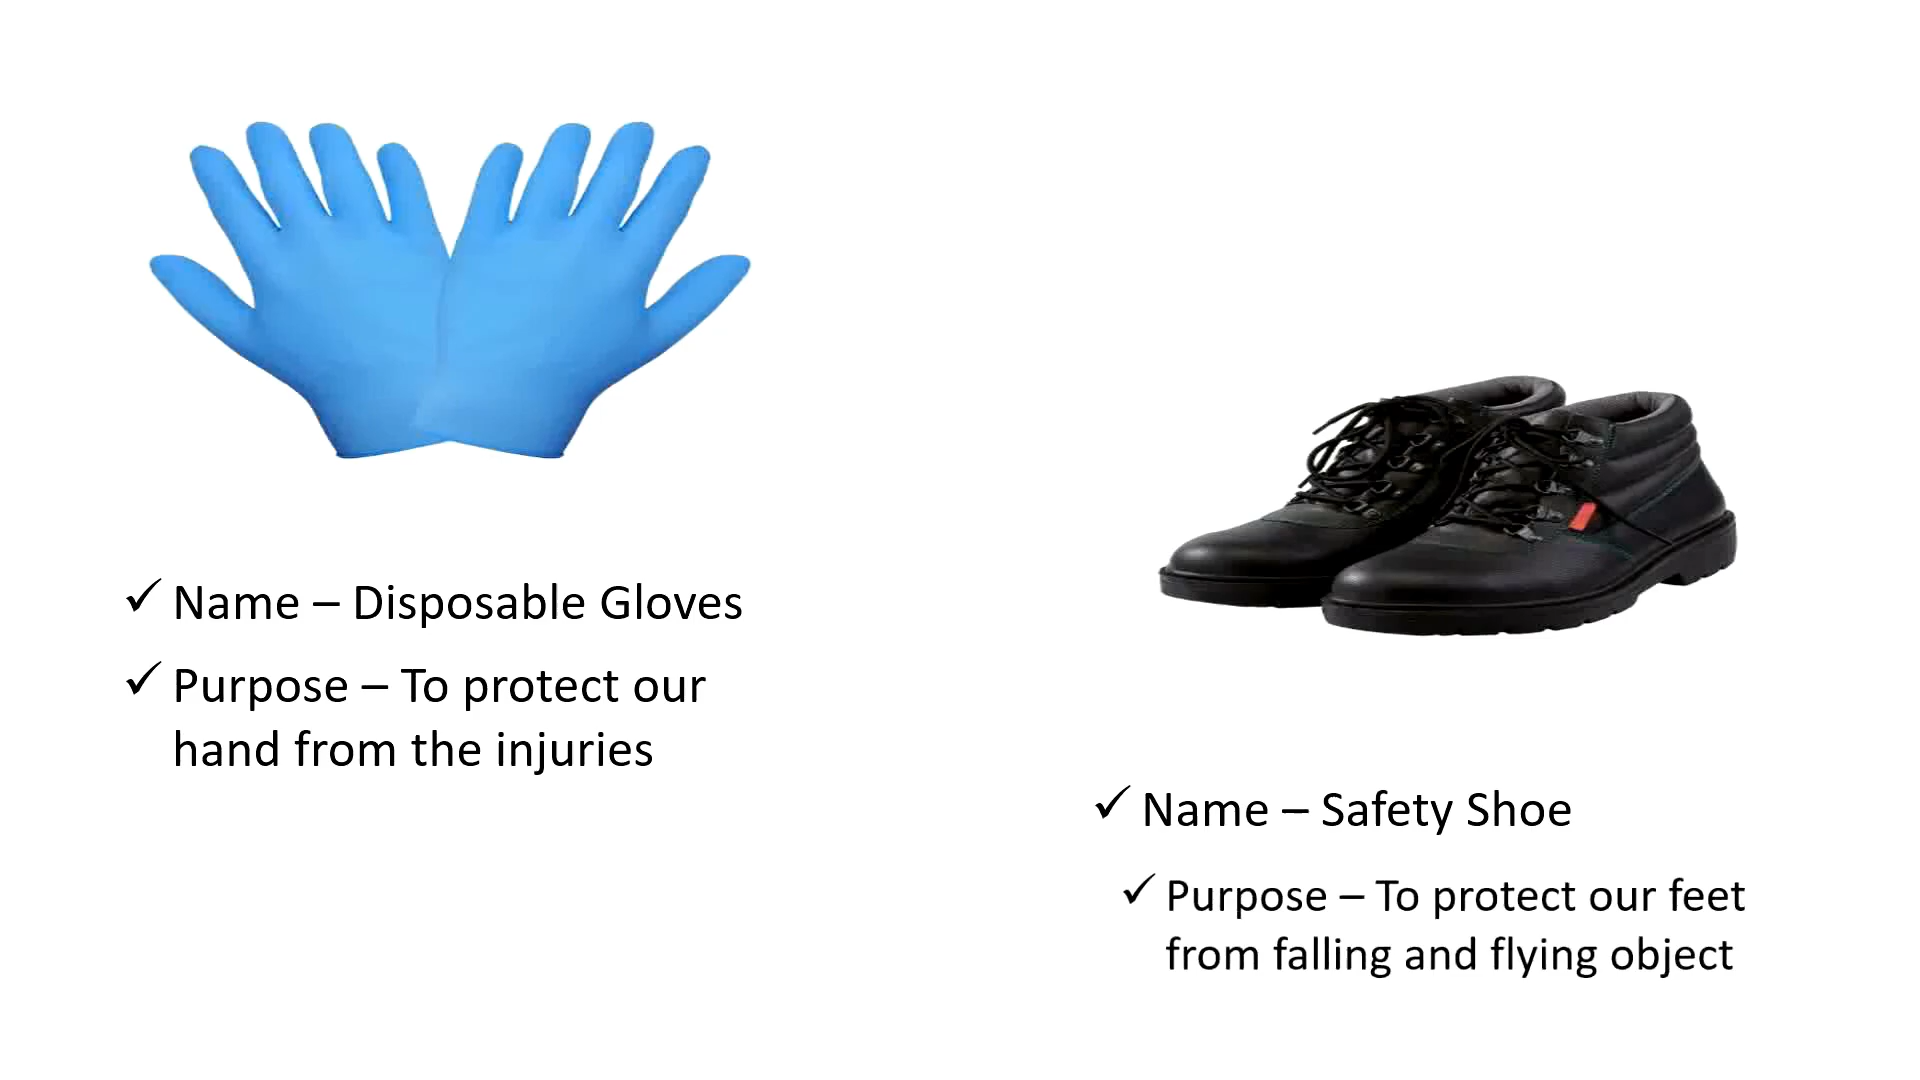 ✓ Name – Disposable Gloves
✓ Purpose – To protect our
hand from the injuries
✓ Name – Safety Shoe
✓ Purpose – To protect our feet
from falling and flying object